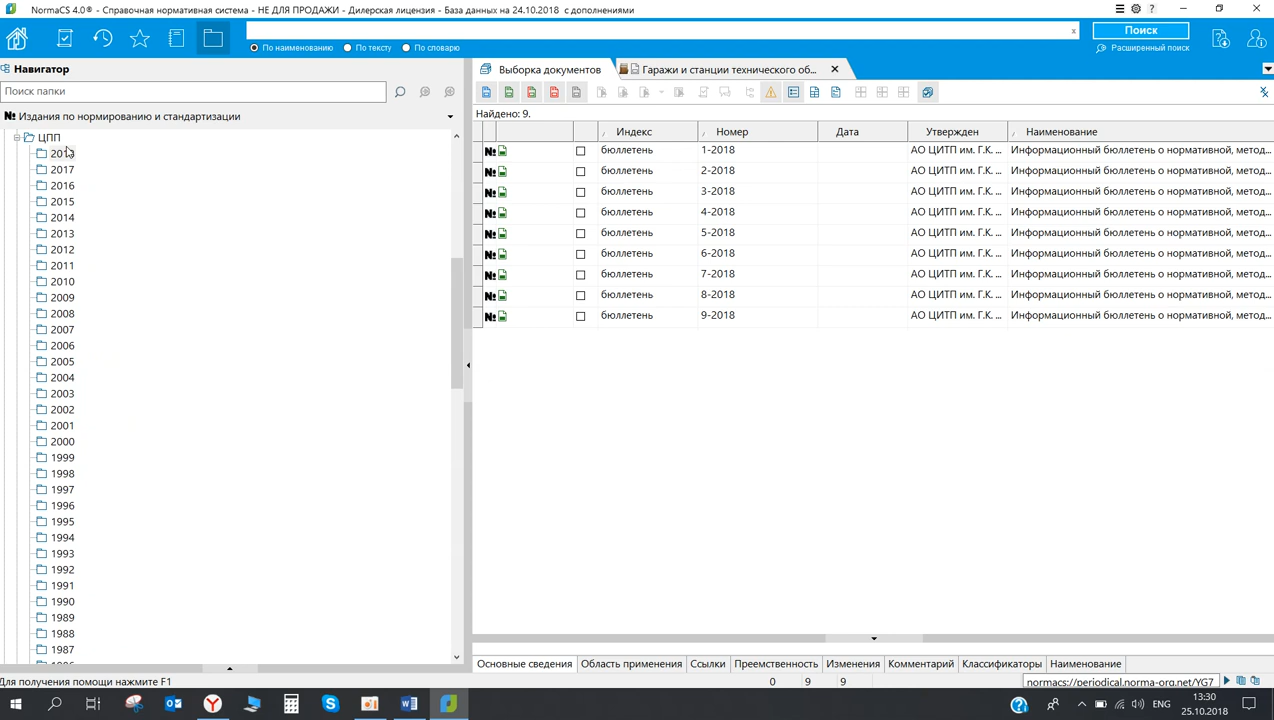 NormaCS 4.0® - Справочная нормативная система - НЕ ДЛЯ ПРОДАЖИ - Дилерская лицензия - База данных на 24.10.2018 с дополнениями
x
Поиск
По наименованию
По тексту
По словарю
Расширенный поиск
Навигатор
Поиск папки
№ Издания по нормированию и стандартизации
ЦПП
2017
2016
2015
2014
2013
2012
2011
2010
2009
2008
2007
2006
2005
2004
2003
2002
2001
2000
1999
1998
1997
1996
1995
1994
1993
1992
1991
1990
1989
1988
1987
Выборка документов
Гаражи и станции технического об...
Найдено: 9.
Индекс Номер Дата Утвержден Наименование
№ бюллетень 1-2018 АО ЦИТП им. Г.К. ... Информационный бюллетень о нормативной, метод...
№ бюллетень 2-2018 АО ЦИТП им. Г.К. ... Информационный бюллетень о нормативной, метод...
№ бюллетень 3-2018 АО ЦИТП им. Г.К. ... Информационный бюллетень о нормативной, метод...
№ бюллетень 4-2018 АО ЦИТП им. Г.К. ... Информационный бюллетень о нормативной, метод...
№ бюллетень 5-2018 АО ЦИТП им. Г.К. ... Информационный бюллетень о нормативной, метод...
№ бюллетень 6-2018 АО ЦИТП им. Г.К. ... Информационный бюллетень о нормативной, метод...
№ бюллетень 7-2018 АО ЦИТП им. Г.К. ... Информационный бюллетень о нормативной, метод...
№ бюллетень 8-2018 АО ЦИТП им. Г.К. ... Информационный бюллетень о нормативной, метод...
№ бюллетень 9-2018 АО ЦИТП им. Г.К. ... Информационный бюллетень о нормативной, метод...
Основные сведения Область применения Ссылки Преемственность Изменения Комментарий Классификаторы Наименование
Для получения помощи нажмите F1
0 9 9
normacs://periodical.norma-org.net/YG7
ENG
13:30
25.10.2018